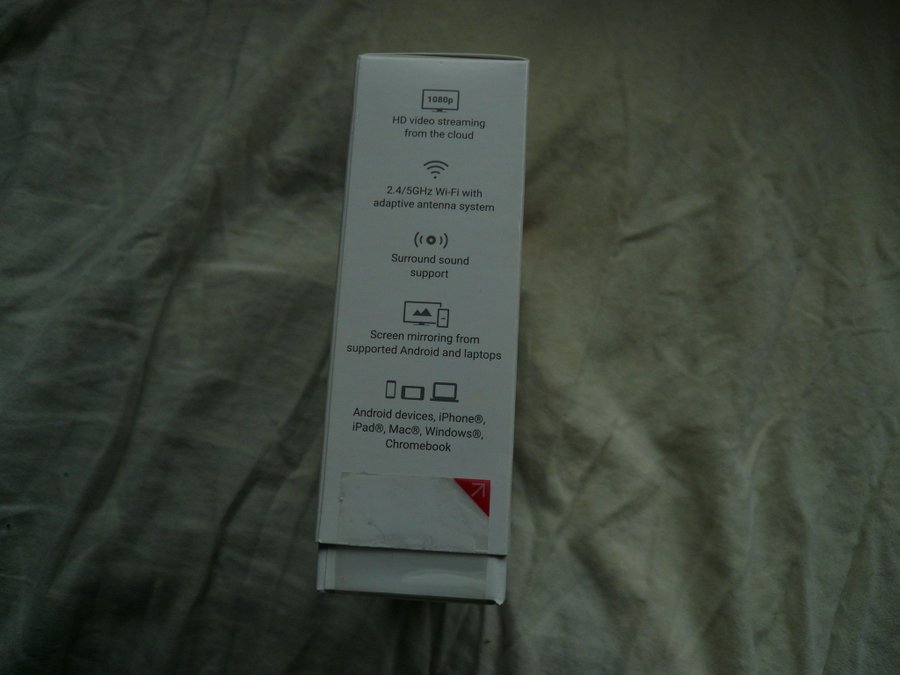 1080p
HD video streaming
from the cloud
2.4/5GHz Wi-Fi with
adaptive antenna system
Surround sound
support
Screen mirroring from
supported Android and laptops
Android devices, iPhone®,
iPad®, Mac®, Windows®,
Chromebook